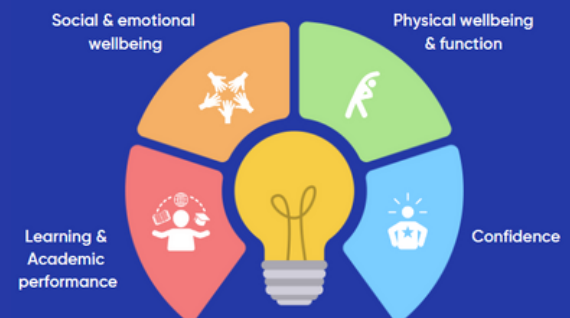 Social & emotional
wellbeing
Physical wellbeing
& function
Learning &
Academic
performance
Confidence